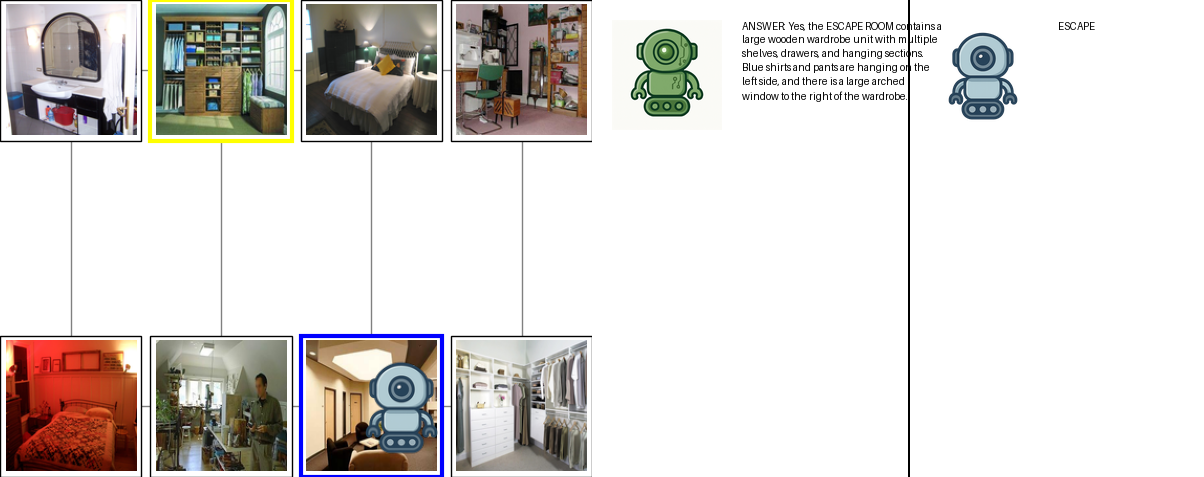 ANSWER: Yes, the ESCAPE ROOM contains a
large wooden wardrobe unit with multiple
shelves, drawers, and hanging sections.
Blue shirts and pants are hanging on the
left side, and there is a large arched
window to the right of the wardrobe.
ESCAPE